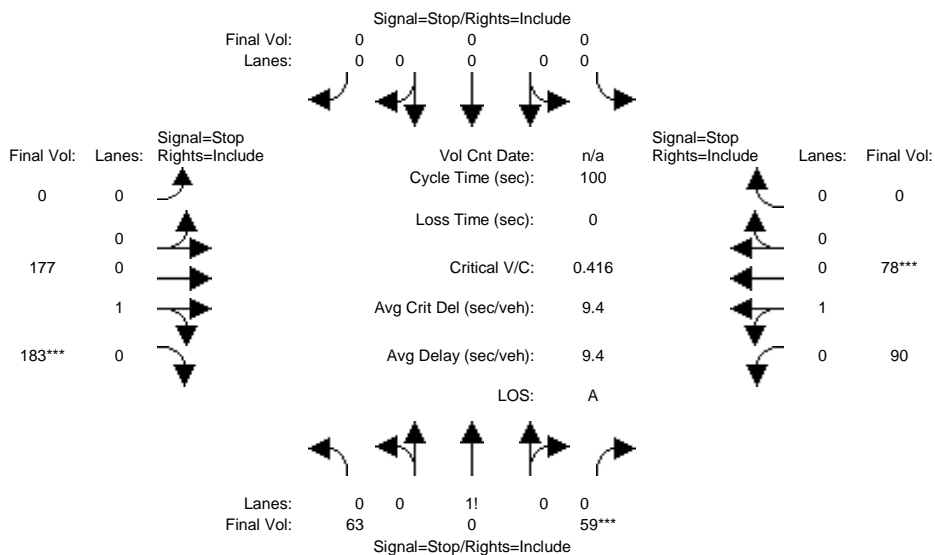 Signal=Stop/Rights=Include
Final Vol: 0 0 0
Lanes: 0 0 0 0 0
Signal=Stop
Final Vol: Lanes: Rights=Include
Vol Cnt Date: n/a
Signal=Stop
Rights=Include Lanes: Final Vol:
Cycle Time (sec): 100
0 0
0 0
Loss Time (sec): 0
0
0
177 0
Critical V/C: 0.416
0 78***
1
Avg Crit Del (sec/veh): 9.4
1
183*** 0
Avg Delay (sec/veh): 9.4
0 90
LOS: A
Lanes: 0 0 1! 0 0
Final Vol: 63 0 59***
Signal=Stop/Rights=Include